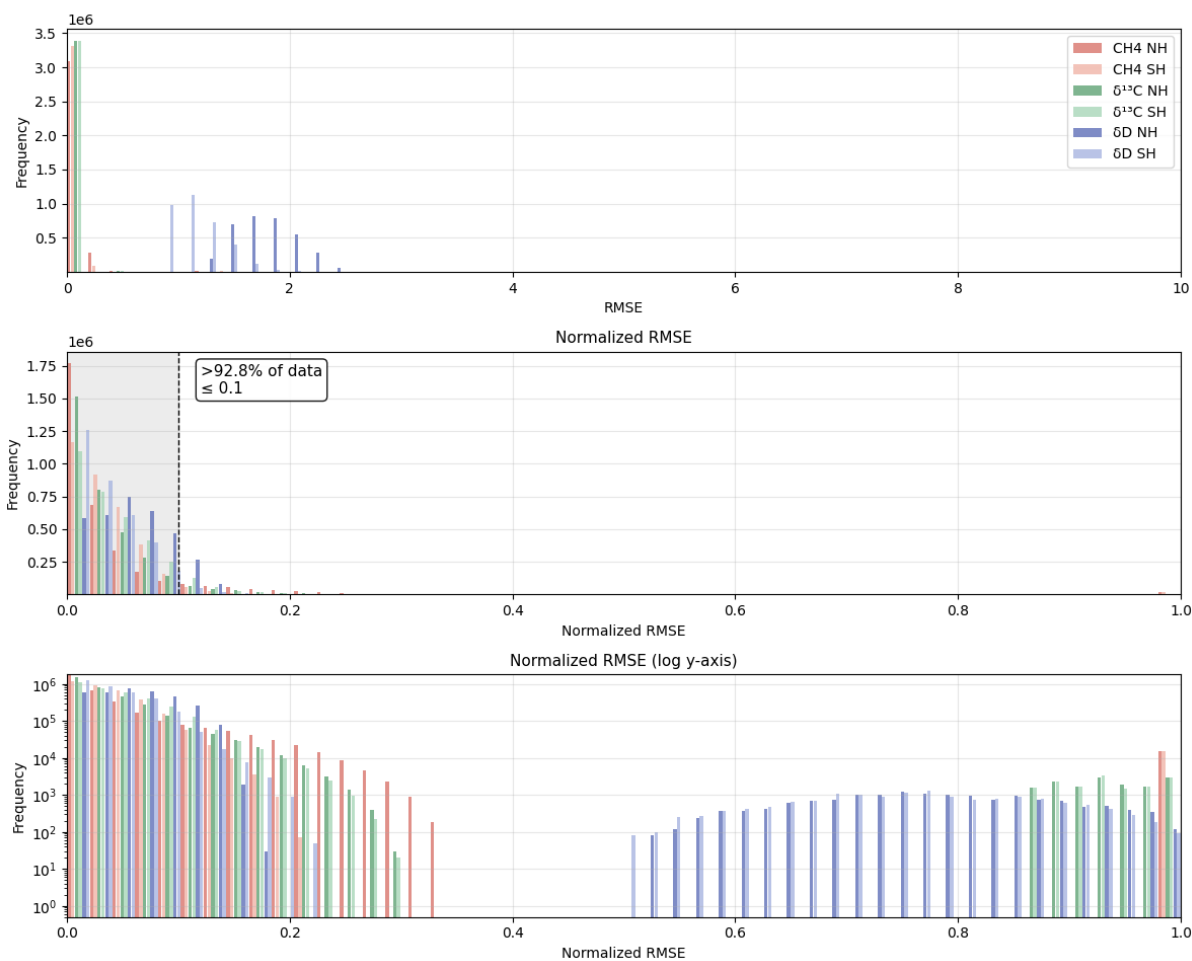 1e6
3.5
3.0
2.5
2.0
1.5
1.0
0.5
Frequency
CH4 NH
CH4 SH
δ¹³C NH
δ¹³C SH
δD NH
δD SH
0 2 4 6 8 10
RMSE
Normalized RMSE
1e6
1.75
1.50
1.25
1.00
0.75
0.50
0.25
Frequency
>92.8% of data
≤ 0.1
0.0 0.2 0.4 0.6 0.8 1.0
Normalized RMSE
Normalized RMSE (log y-axis)
10⁶
10⁵
10⁴
10³
10²
10¹
10⁰
Frequency
0.0 0.2 0.4 0.6 0.8 1.0
Normalized RMSE